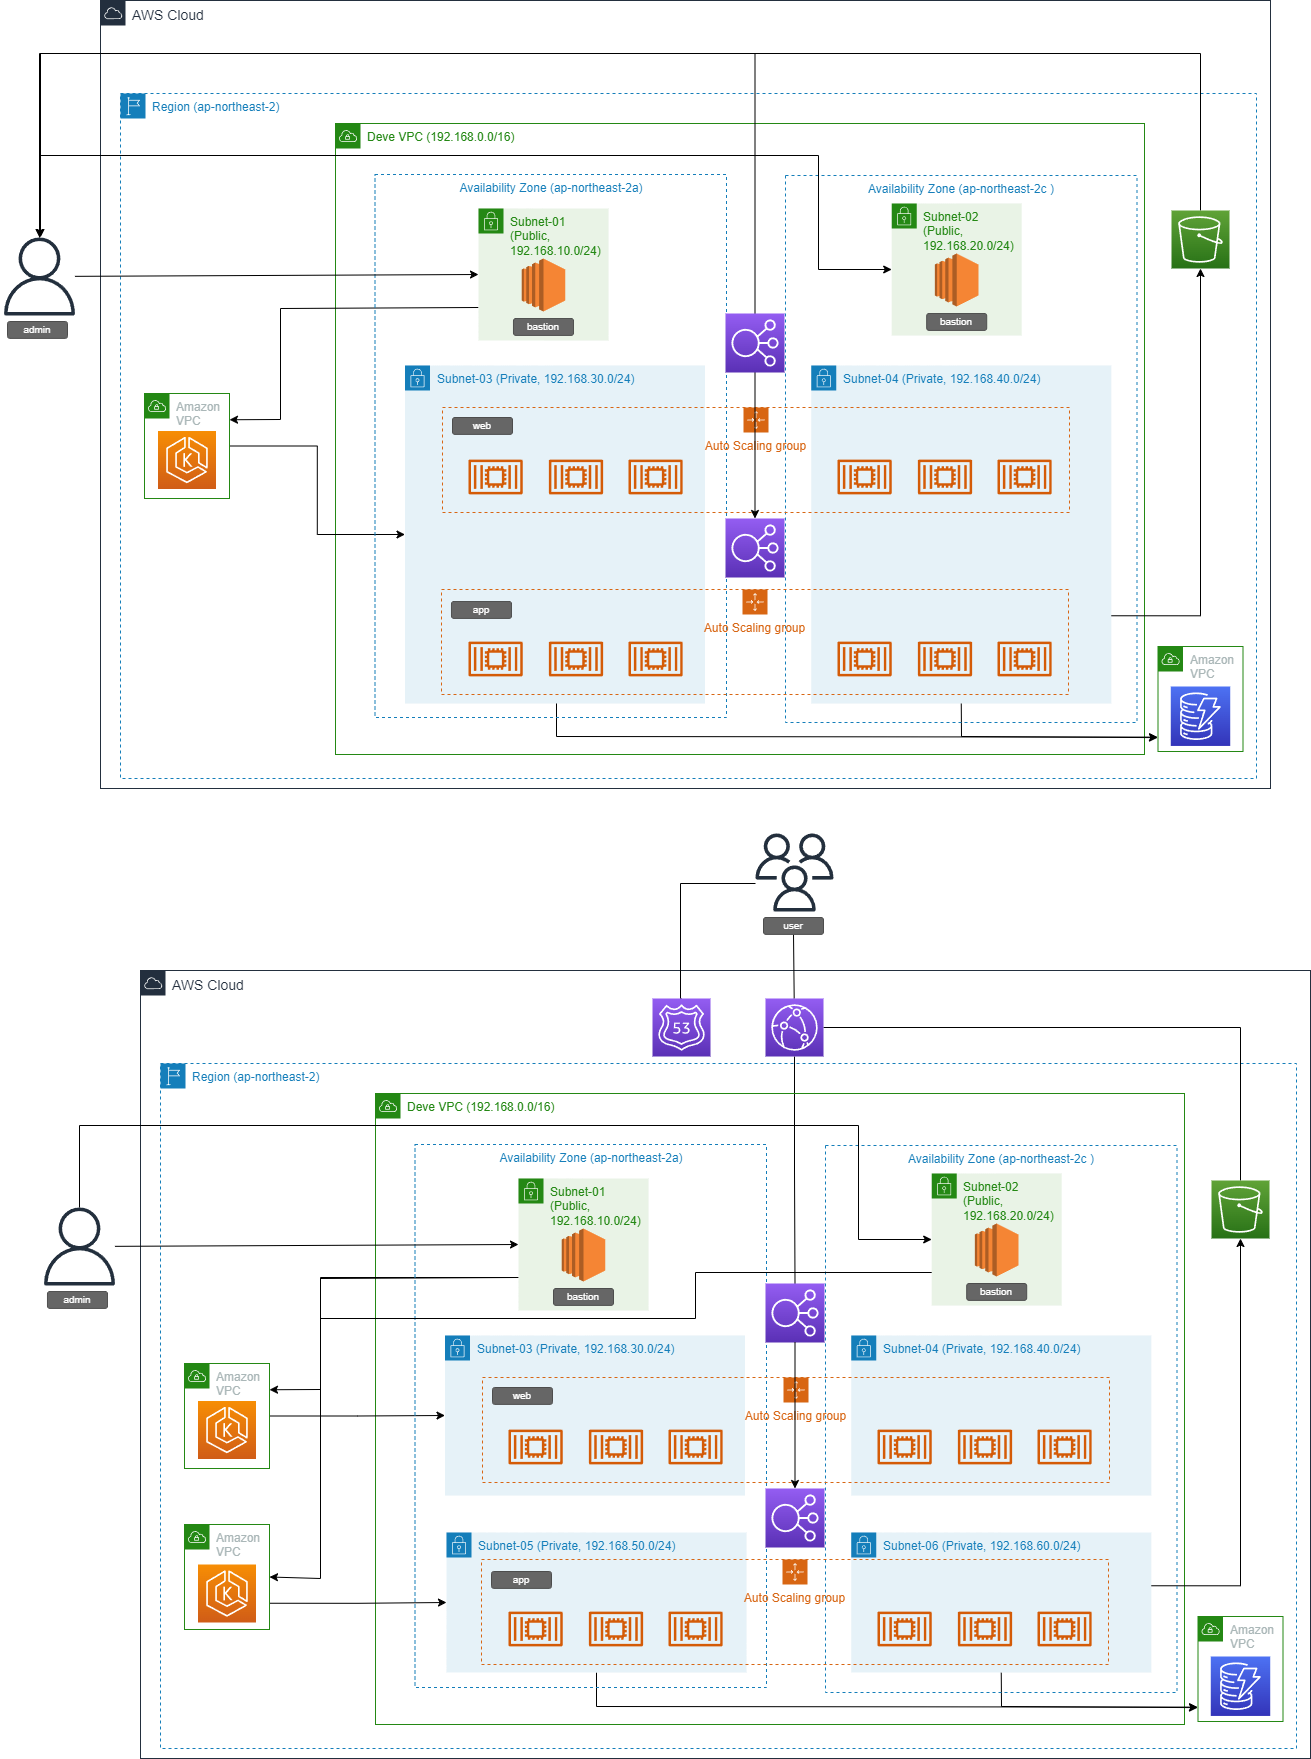 AWS Cloud
Region (ap-northeast-2)
Deve VPC (192.168.0.0/16)
Availability Zone (ap-northeast-2a)
Availability Zone (ap-northeast-2c )
Subnet-01
(Public,
192.168.10.0/24)
bastion
Subnet-02
(Public,
192.168.20.0/24)
bastion
admin
Subnet-03 (Private, 192.168.30.0/24)
Subnet-04 (Private, 192.168.40.0/24)
Amazon
VPC
K
web
Auto Scaling group
app
Auto Scaling group
Amazon
VPC
user
AWS Cloud
53
Region (ap-northeast-2)
Deve VPC (192.168.0.0/16)
Availability Zone (ap-northeast-2a)
Availability Zone (ap-northeast-2c )
Subnet-01
(Public,
192.168.10.0/24)
bastion
Subnet-02
(Public,
192.168.20.0/24)
bastion
admin
Subnet-03 (Private, 192.168.30.0/24)
Subnet-04 (Private, 192.168.40.0/24)
Amazon
VPC
K
web
Auto Scaling group
Amazon
VPC
K
Subnet-05 (Private, 192.168.50.0/24)
Subnet-06 (Private, 192.168.60.0/24)
app
Auto Scaling group
Amazon
VPC